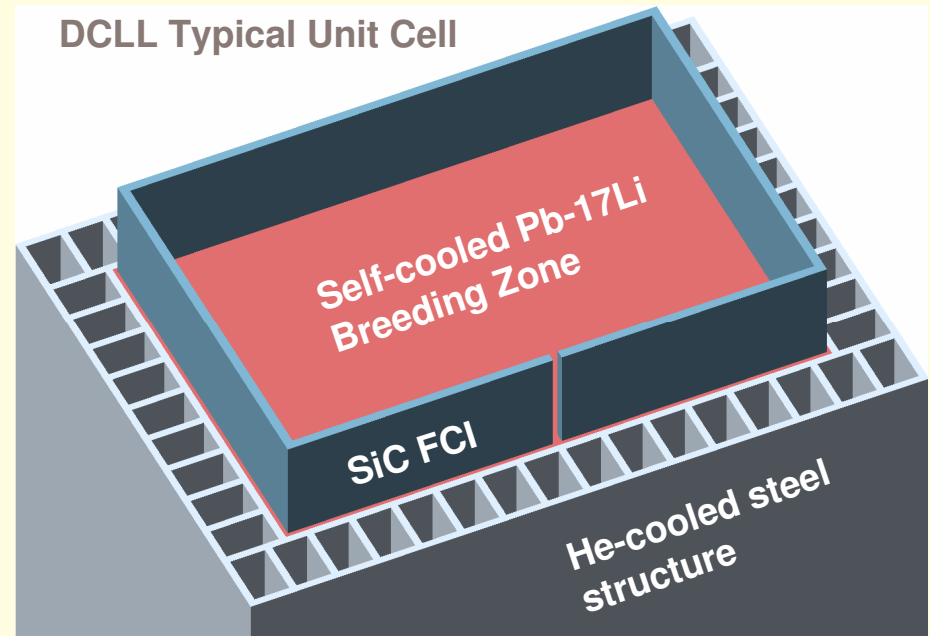 DCLL Typical Unit Cell
Self-cooled Pb-17Li
Breeding Zone
SiC FCI
He-cooled steel
structure